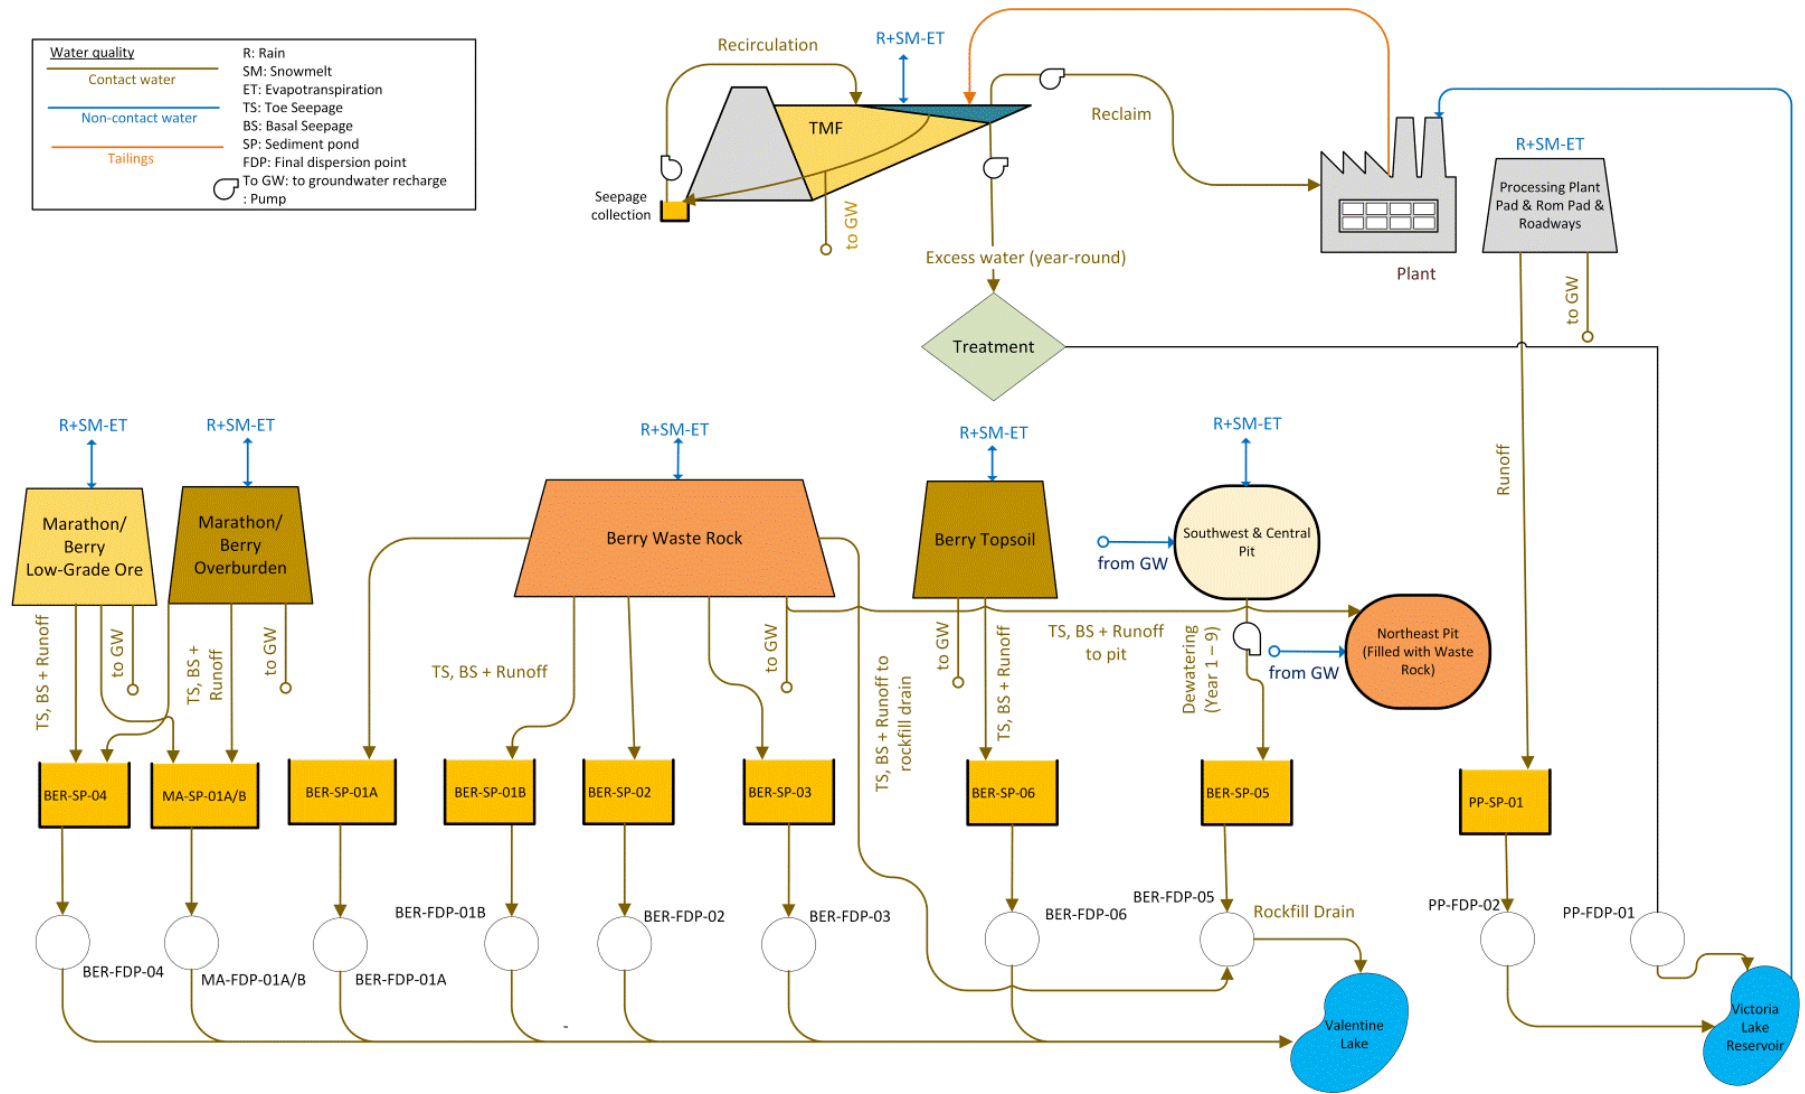 Water quality
Contact water
Non-contact water
Tailings
R: Rain
SM: Snowmelt
ET: Evapotranspiration
TS: Toe Seepage
BS: Basal Seepage
SP: Sediment pond
FDP: Final dispersion point
To GW: to groundwater recharge
: Pump
Recirculation
R+SM-ET
TMF
Reclaim
Seepage
collection
to GW
Excess water (year-round)
Treatment
Plant
R+SM-ET
Processing Plant
Pad & Rom Pad &
Roadways
to GW
Runoff
R+SM-ET
R+SM-ET
R+SM-ET
R+SM-ET
R+SM-ET
Marathon/
Berry
Low-Grade Ore
Marathon/
Berry
Overburden
Berry Waste Rock
Berry Topsoil
Southwest & Central
Pit
from GW
Northeast Pit
(Filled with Waste
Rock)
from GW
TS, BS + Runoff
to GW
TS, BS +
Runoff
to GW
TS, BS + Runoff
to GW
TS, BS + Runoff to
rockfill drain
to GW
TS, BS + Runoff
TS, BS + Runoff
to pit
Dewatering
(Year 1 – 9)
BER-SP-04
MA-SP-01A/B
BER-SP-01A
BER-SP-01B
BER-SP-02
BER-SP-03
BER-SP-06
BER-SP-05
PP-SP-01
BER-FDP-04
MA-FDP-01A/B
BER-FDP-01A
BER-FDP-01B
BER-FDP-02
BER-FDP-03
BER-FDP-06
BER-FDP-05
Rockfill Drain
PP-FDP-02
PP-FDP-01
Valentine
Lake
Victoria
Lake
Reservoir
-